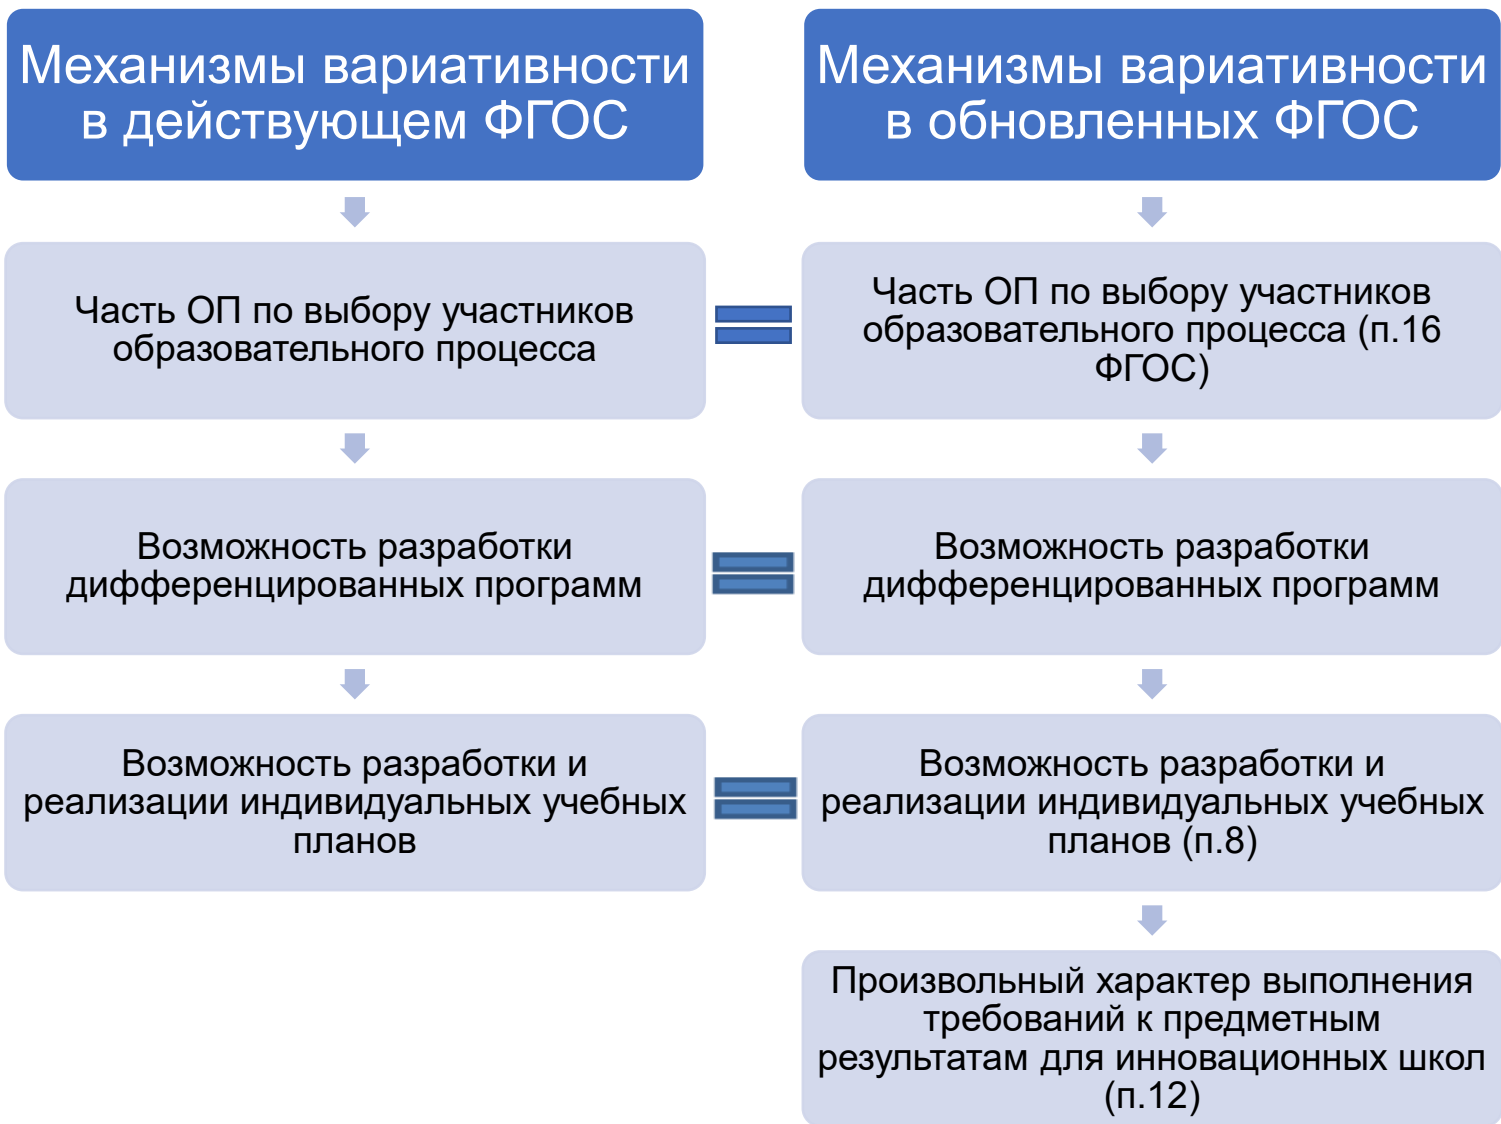 Механизмы вариативности
в действующем ФГОС
Часть ОП по выбору участников
образовательного процесса
Возможность разработки
дифференцированных программ
Возможность разработки и
реализации индивидуальных учебных
планов
Механизмы вариативности
в обновленных ФГОС
Часть ОП по выбору участников
образовательного процесса (п.16
ФГОС)
Возможность разработки
дифференцированных программ
Возможность разработки и
реализации индивидуальных учебных
планов (п.8)
Произвольный характер выполнения
требований к предметным
результатам для инновационных школ
(п.12)